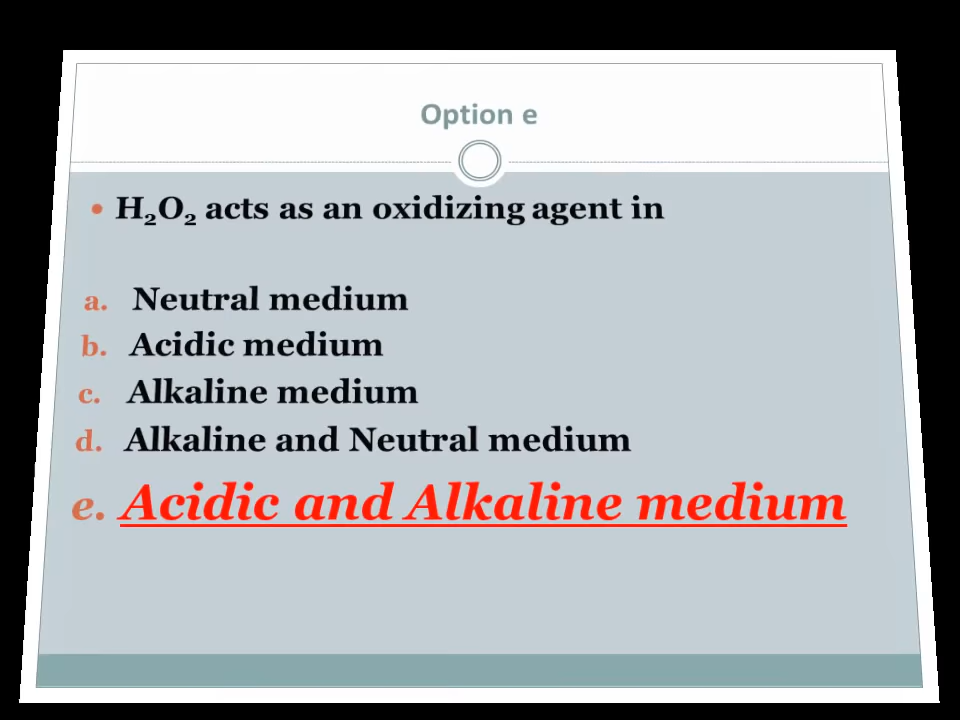 Option e
• H₂O₂ acts as an oxidizing agent in
a. Neutral medium
b. Acidic medium
c. Alkaline medium
d. Alkaline and Neutral medium
e. Acidic and Alkaline medium